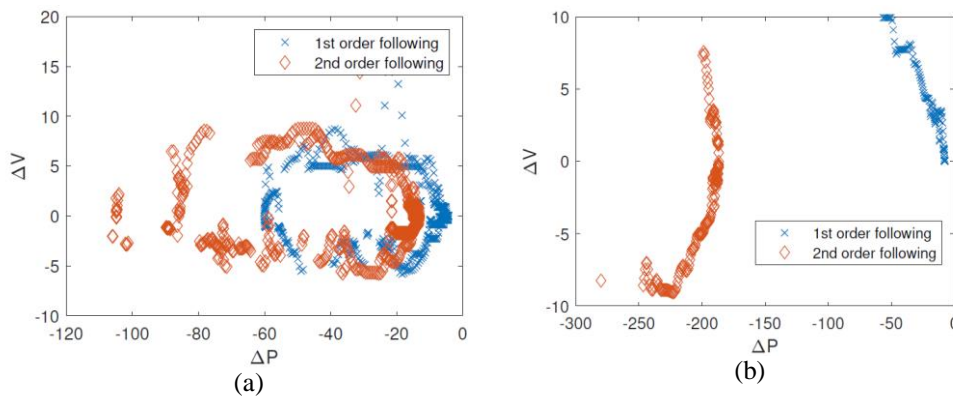 20
15
10
5
0
-5
-10
ΔV
-120
-100
-80
-60
-40
-20
0
ΔP
1st order following
2nd order following
(a)
10
5
0
-5
-10
ΔV
-300
-250
-200
-150
-100
-50
0
ΔP
1st order following
2nd order following
(b)